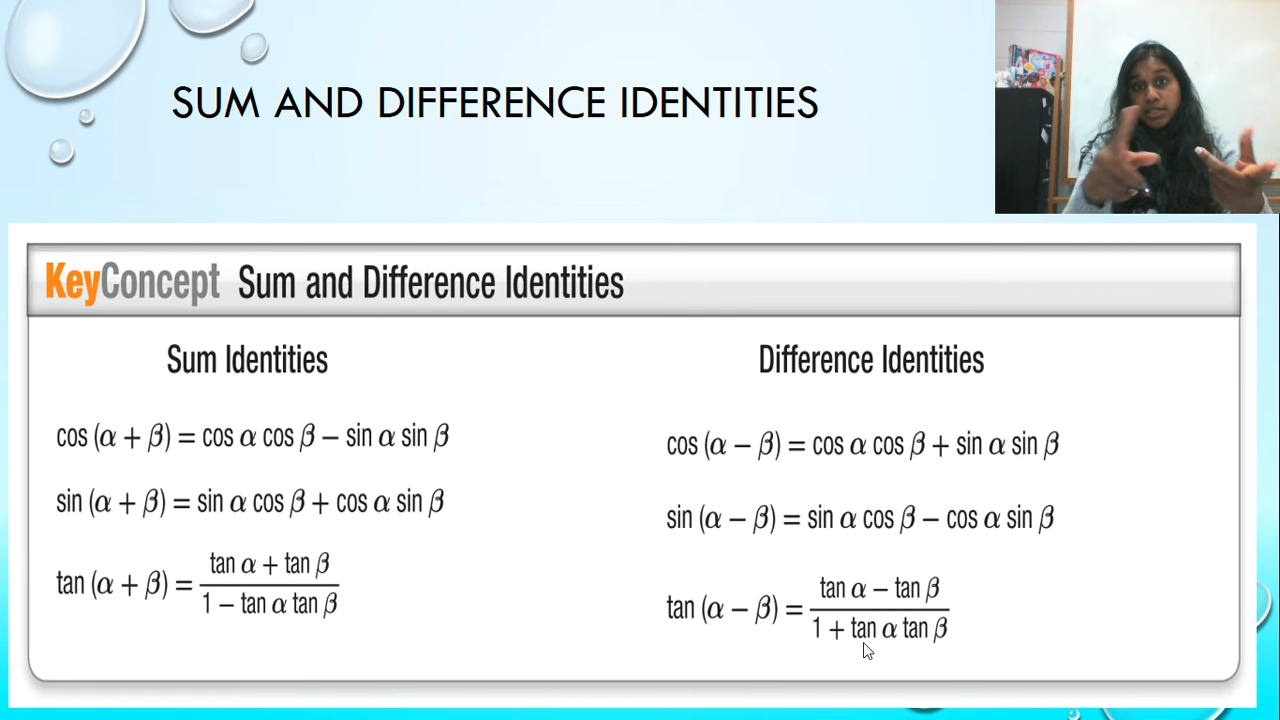 SUM AND DIFFERENCE IDENTITIES
KeyConcept Sum and Difference Identities
Sum Identities
cos (α + β) = cos α cos β − sin α sin β
sin (α + β) = sin α cos β + cos α sin β
tan (α + β) = (tan α + tan β) / (1 − tan α tan β)
Difference Identities
cos (α − β) = cos α cos β + sin α sin β
sin (α − β) = sin α cos β − cos α sin β
tan (α − β) = (tan α − tan β) / (1 + tan α tan β)